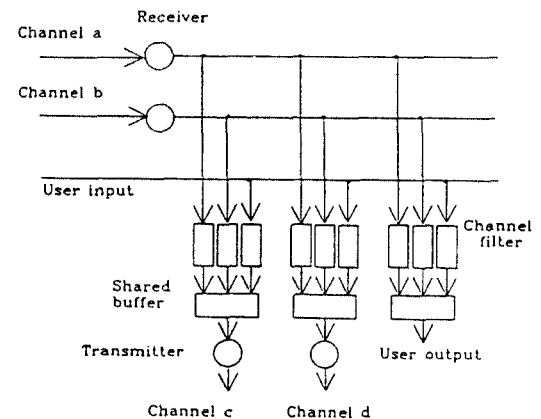 Receiver
Channel a
Channel b
User input
Channel
filter
Shared
buffer
Transmitter
User output
Channel c
Channel d